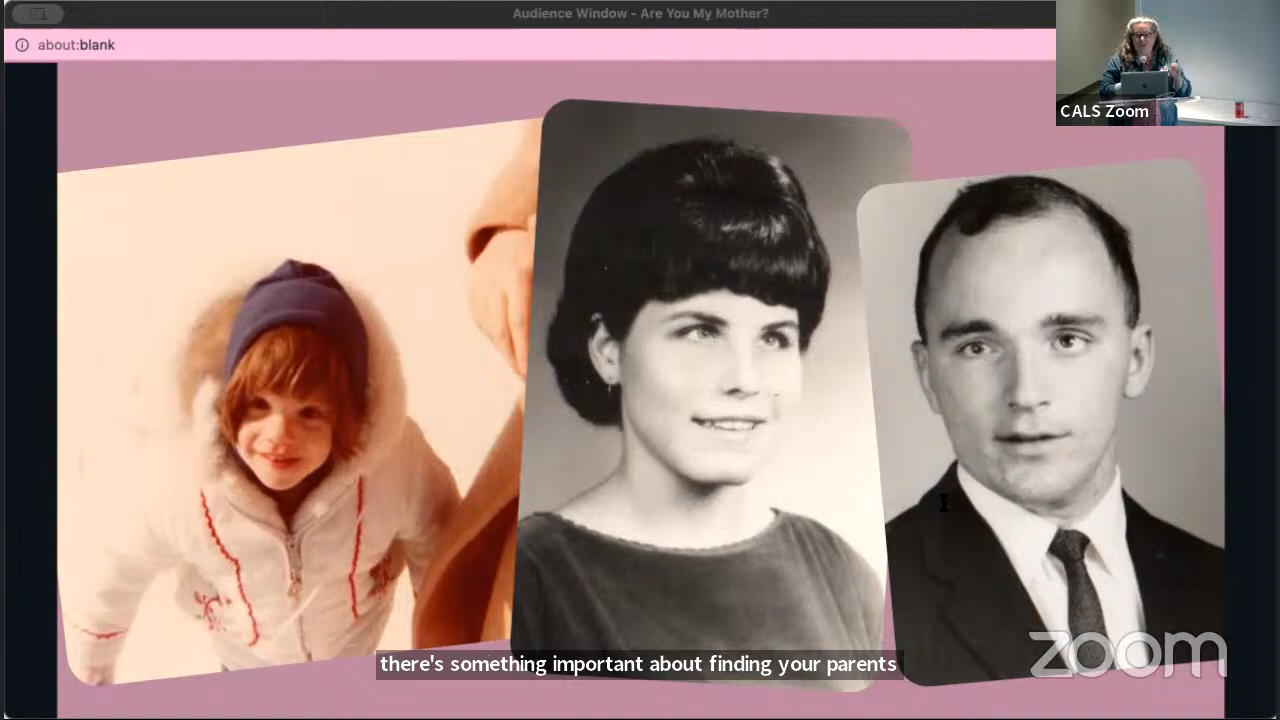 Audience Window - Are You My Mother?
about:blank
CALS Zoom
there's something important about finding your parents
zoom